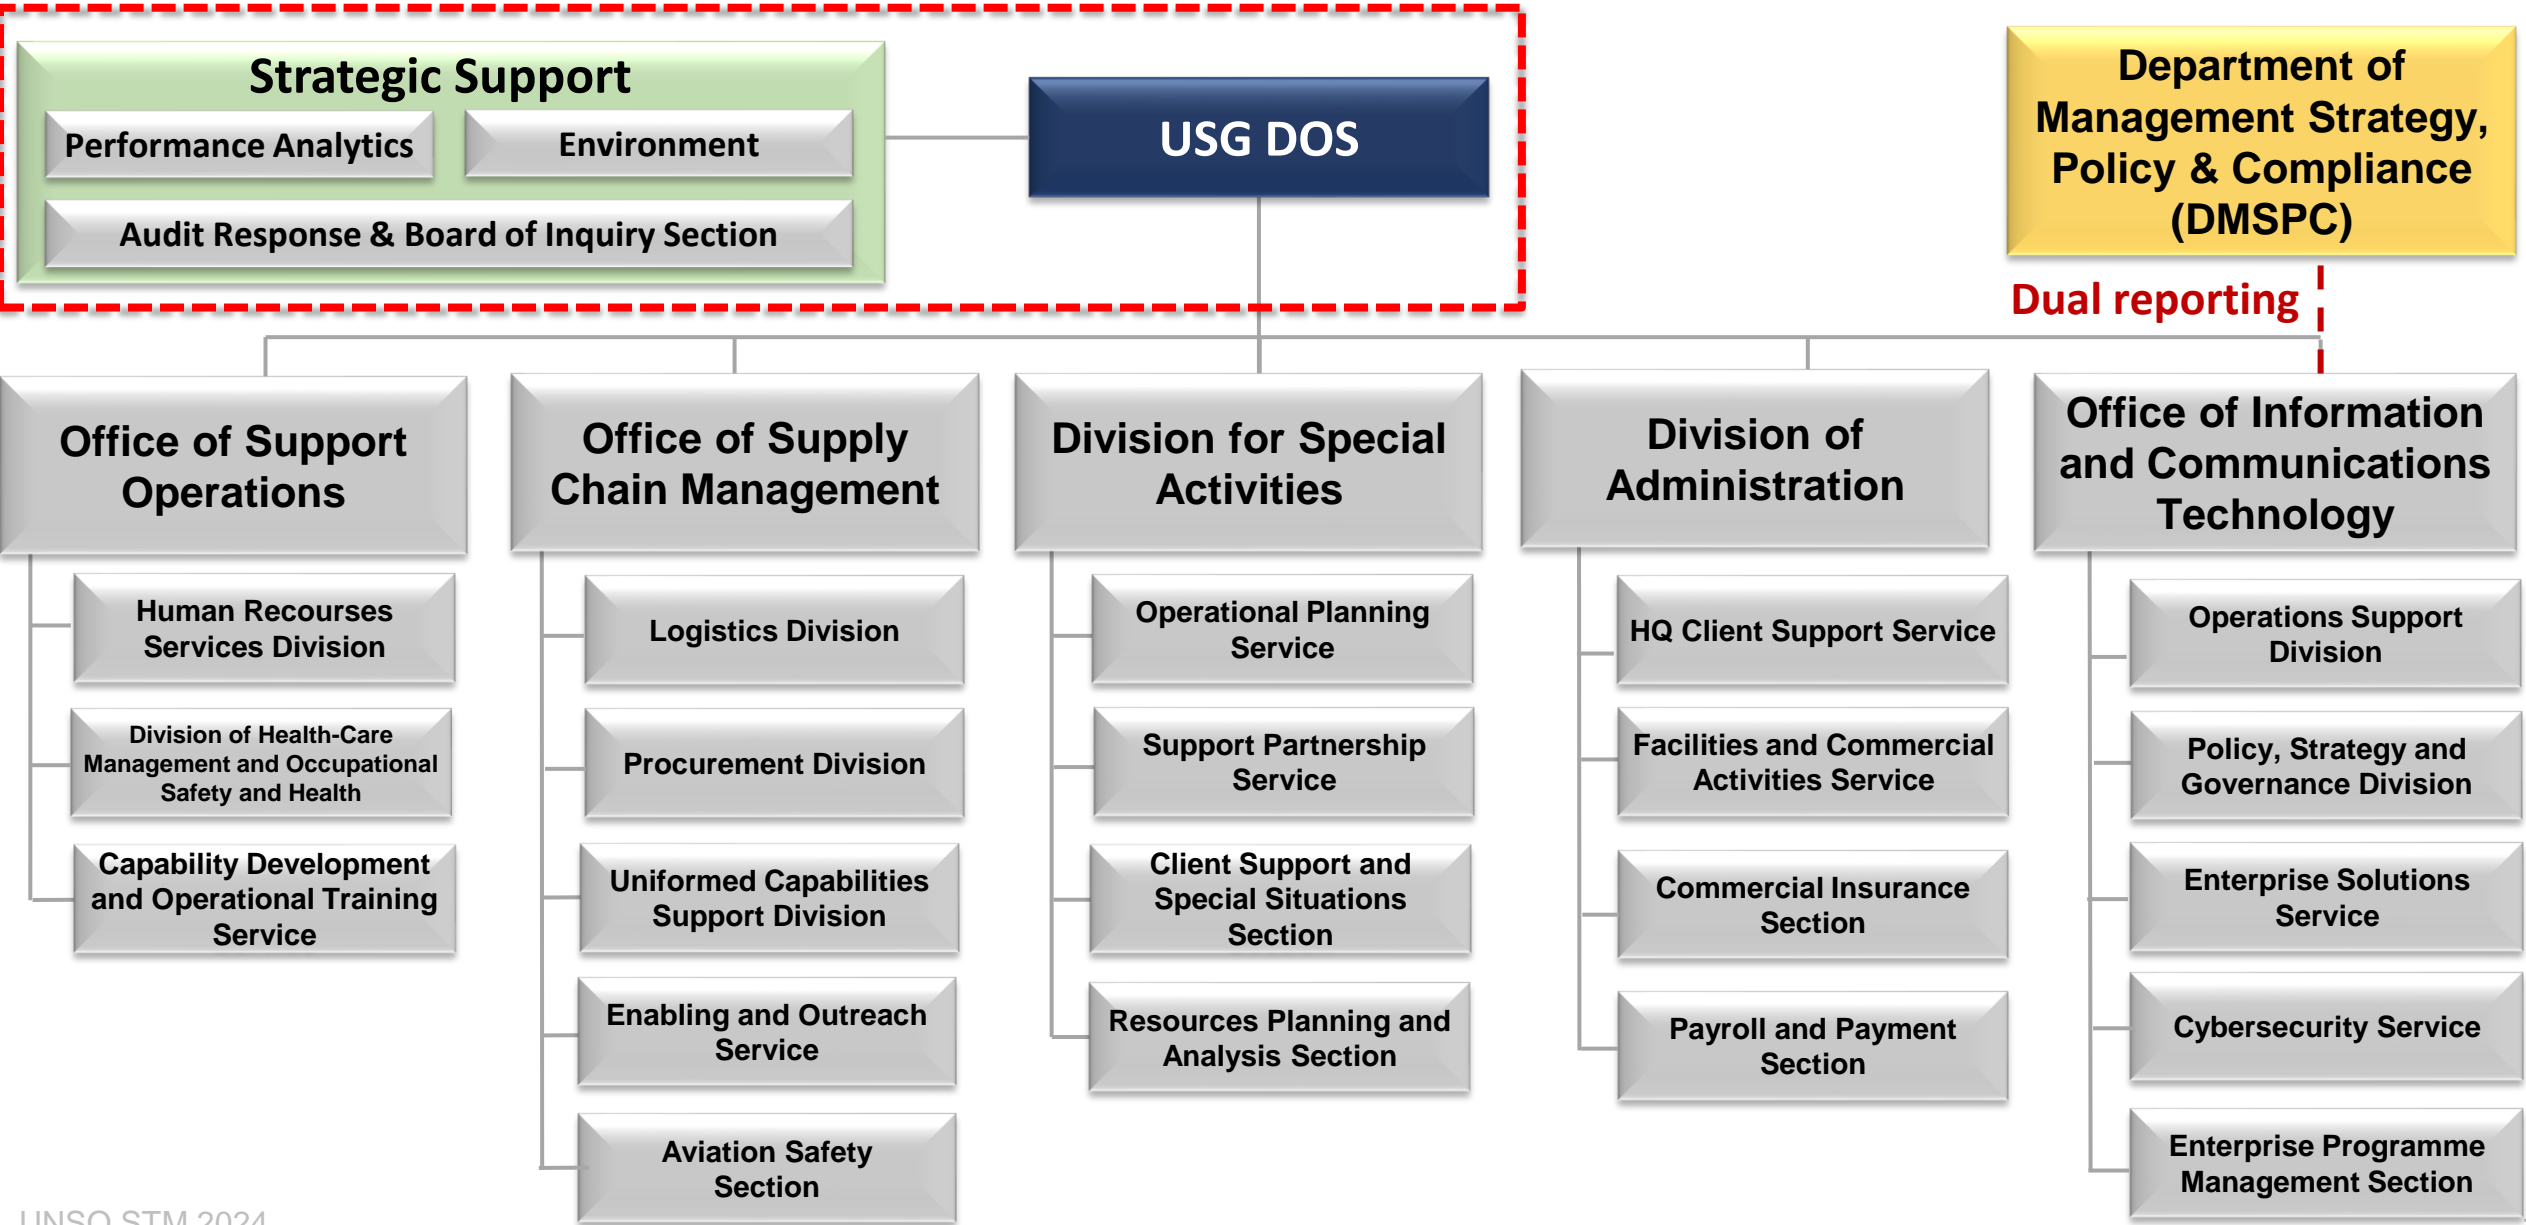 Strategic Support
Performance Analytics
Environment
Audit Response & Board of Inquiry Section
USG DOS
Department of
Management Strategy,
Policy & Compliance
(DMSPC)
Dual reporting
Office of Support
Operations
Human Recourses
Services Division
Division of Health-Care
Management and Occupational
Safety and Health
Capability Development
and Operational Training
Service
Office of Supply
Chain Management
Logistics Division
Procurement Division
Uniformed Capabilities
Support Division
Enabling and Outreach
Service
Aviation Safety
Section
Division for Special
Activities
Operational Planning
Service
Support Partnership
Service
Client Support and
Special Situations
Section
Resources Planning and
Analysis Section
Division of
Administration
HQ Client Support Service
Facilities and Commercial
Activities Service
Commercial Insurance
Section
Payroll and Payment
Section
Office of Information
and Communications
Technology
Operations Support
Division
Policy, Strategy and
Governance Division
Enterprise Solutions
Service
Cybersecurity Service
Enterprise Programme
Management Section
UNSO STM 2024